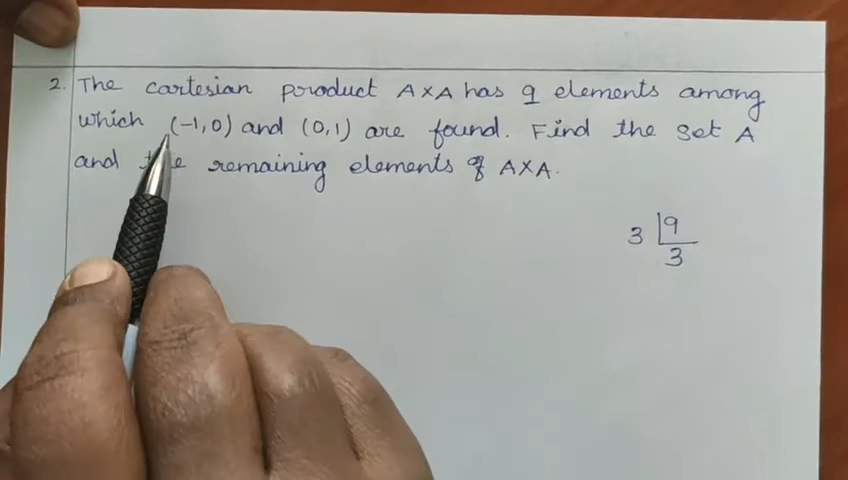 2. The cartesian product A×A has 9 elements among
which (-1,0) and (0,1) are found. Find the set A
and the remaining elements of A×A.
3 | 9
3